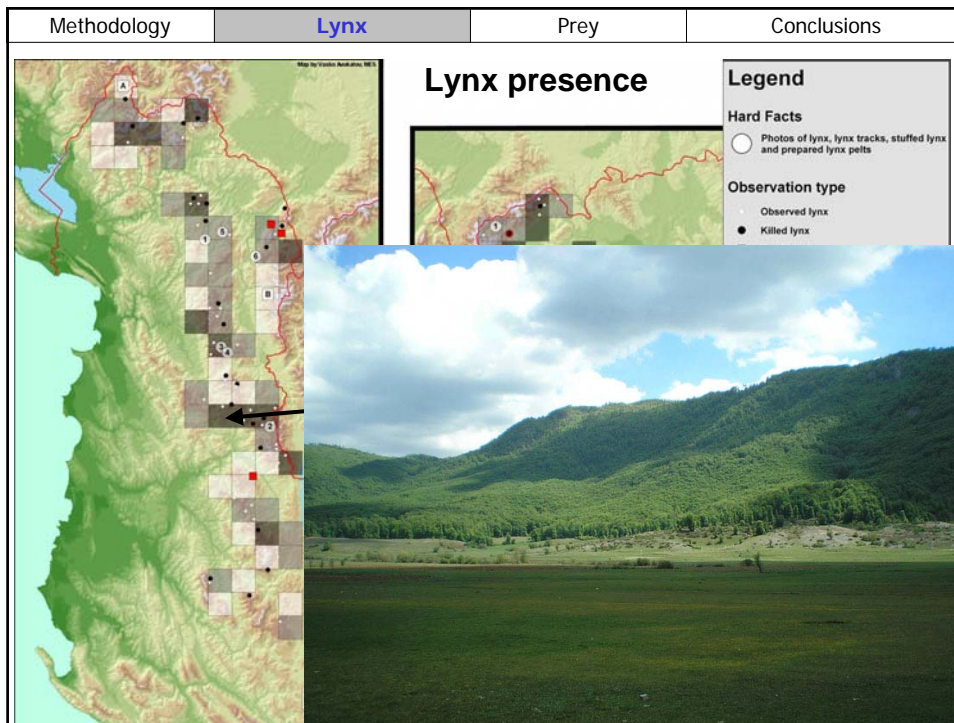 Methodology
Lynx
Prey
Conclusions
Map by Vasko Avukatov, MES
Lynx presence
Legend
Hard Facts
Photos of lynx, lynx tracks, stuffed lynx
and prepared lynx pelts
Observation type
Observed lynx
Killed lynx
A
5
1
6
B
3
4
2
1